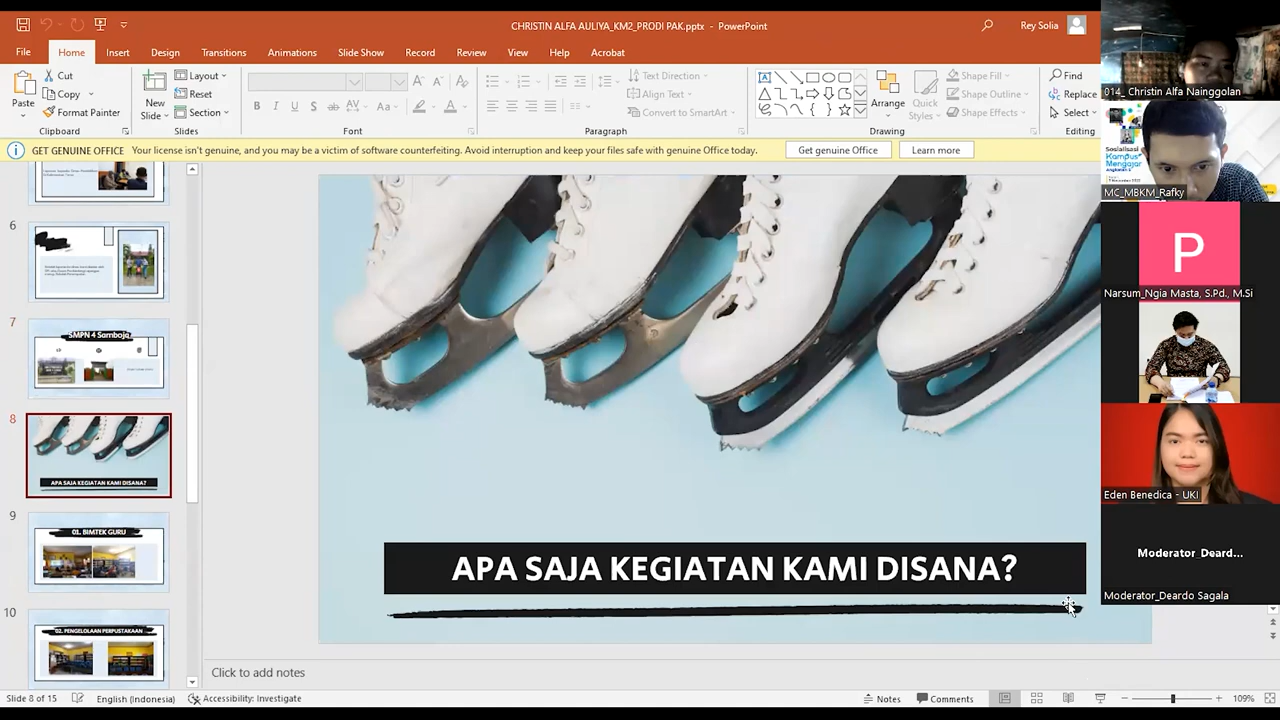 CHRISTIN ALFA AULIYA_KM2_PRODI PAK.pptx - PowerPoint
Rey Solia
File Home Insert Design Transitions Animations Slide Show Record Review View Help Acrobat
Paste
Cut
Copy
Format Painter
Clipboard
New Slide
Layout
Reset
Section
Slides
B I U S ab AV Aa A
Font
Text Direction
Align Text
Convert to SmartArt
Paragraph
Arrange
Quick Styles
Shape Fill
Shape Outline
Shape Effects
Drawing
Find
Replace
Select
Editing
GET GENUINE OFFICE Your license isn't genuine, and you may be a victim of software counterfeiting. Avoid interruption and keep your files safe with genuine Office today.
Get genuine Office
Learn more
6
7
SMPN 4 Samboja
8
APA SAJA KEGIATAN KAMI DISANA?
9
01. BIMTEK GURU
10
02. PENGELOLAAN PERPUSTAKAAN
APA SAJA KEGIATAN KAMI DISANA?
Click to add notes
Slide 8 of 15
English (Indonesia)
Accessibility: Investigate
Notes
Comments
109%
014_ Christin Alfa Nainggolan
Sosialisasi
Kampus
Mengajar
MC_MBKM_Rafky
P
Narsum_Ngia Masta, S.Pd., M.Si
Eden Benedica - UKI
Moderator_Deard...
Moderator_Deardo Sagala